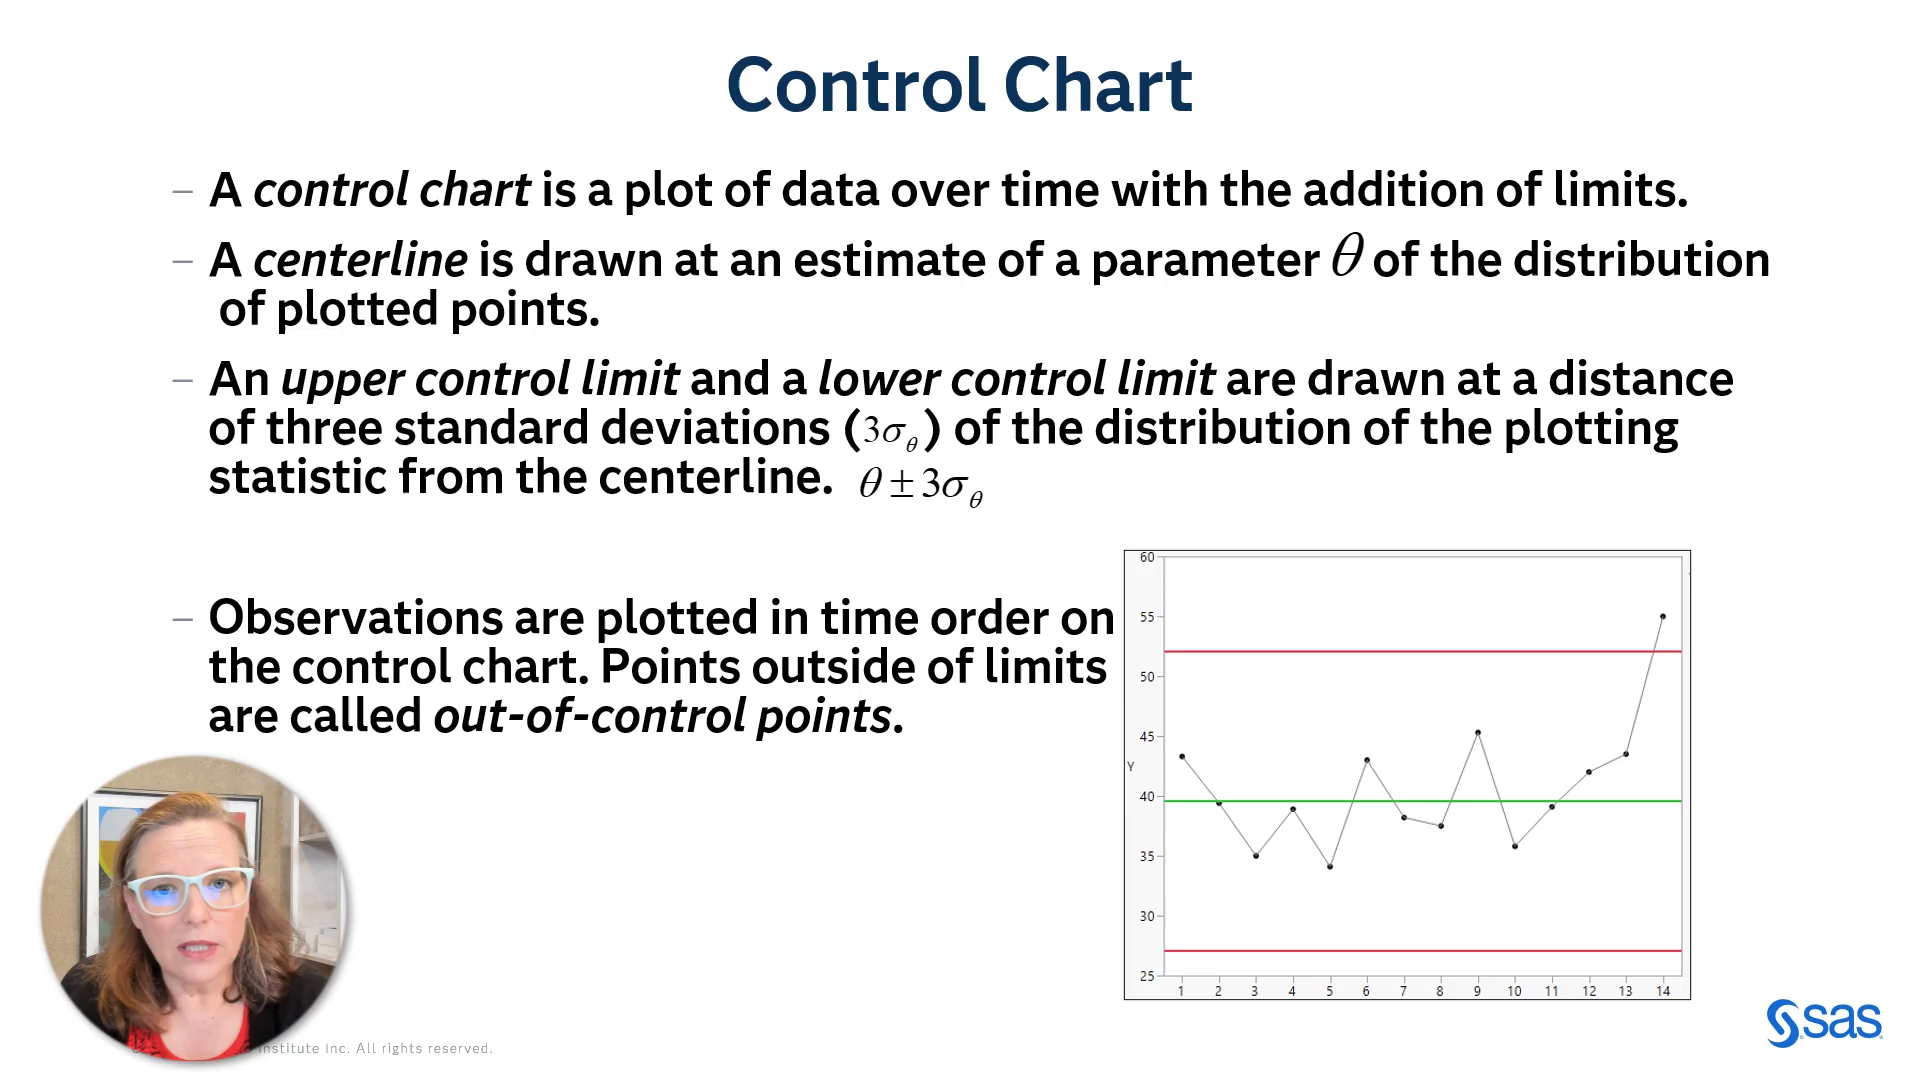 Control Chart
– A control chart is a plot of data over time with the addition of limits.
– A centerline is drawn at an estimate of a parameter θ of the distribution
of plotted points.
– An upper control limit and a lower control limit are drawn at a distance
of three standard deviations (3σθ) of the distribution of the plotting
statistic from the centerline. θ ± 3σθ
– Observations are plotted in time order on
the control chart. Points outside of limits
are called out-of-control points.
60
55
50
45
Y
40
35
30
25
1 2 3 4 5 6 7 8 9 10 11 12 13 14
Institute Inc. All rights reserved.
sas